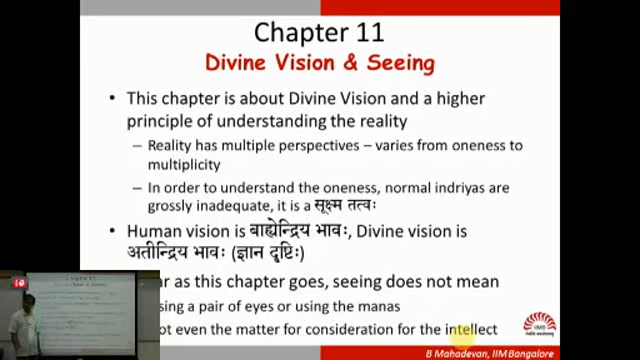 Chapter 11
Divine Vision & Seeing
• This chapter is about Divine Vision and a higher
principle of understanding the reality
– Reality has multiple perspectives – varies from oneness to
multiplicity
– In order to understand the oneness, normal indriyas are
grossly inadequate, it is a सूक्ष्म तत्वः
• Human vision is बाह्येन्द्रिय भावः, Divine vision is
अतीन्द्रिय भावः (ज्ञान दृष्टिः)
as this chapter goes, seeing does not mean
a pair of eyes or using the manas
even the matter for consideration for the intellect
IIMB
B Mahadevan, IIM Bangalore